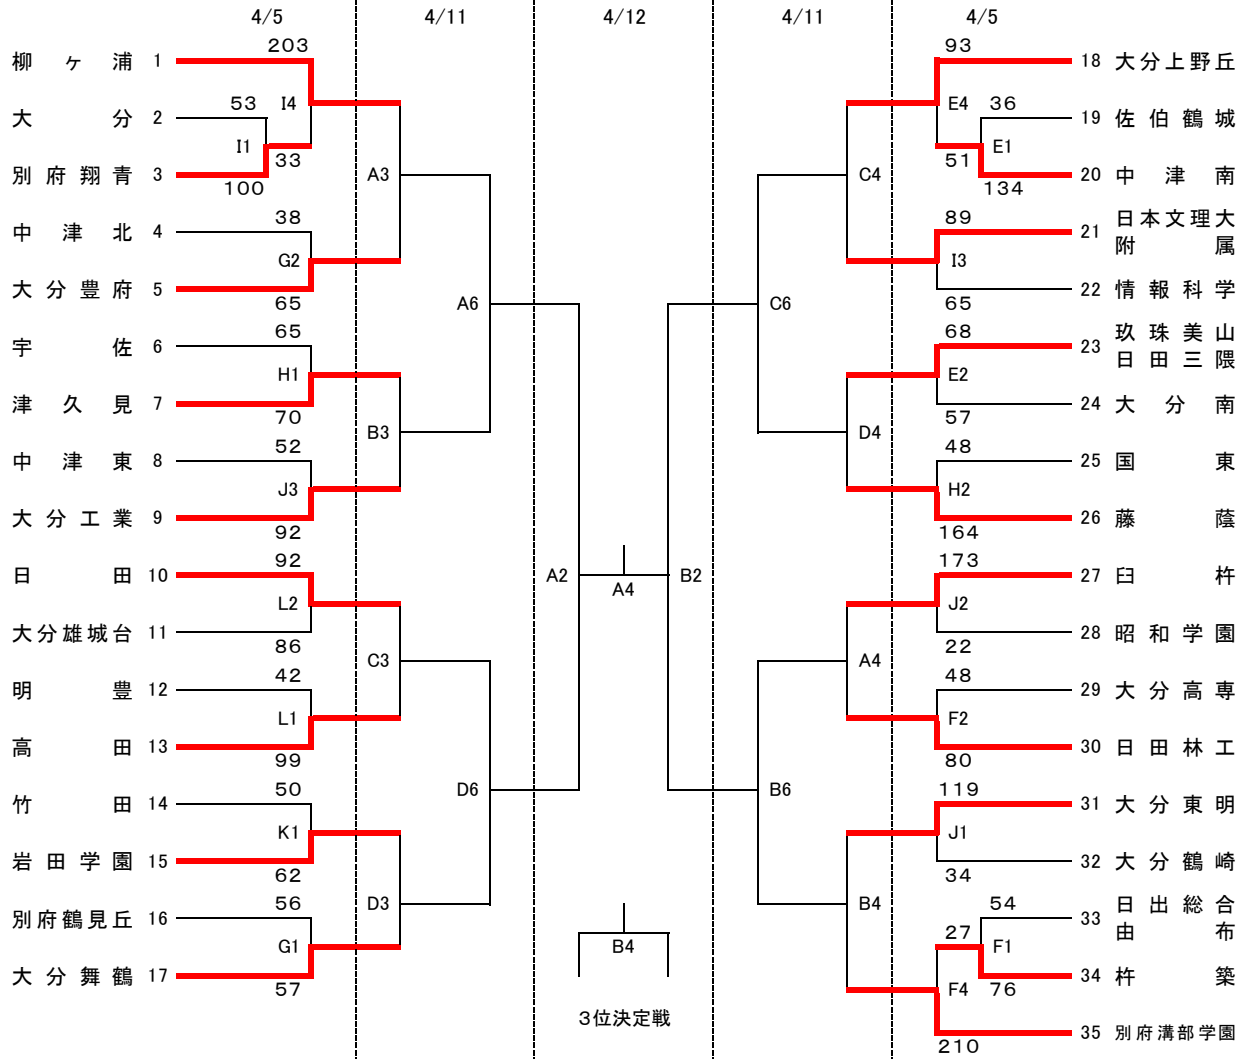 4/5 4/11 4/12 4/11 4/5
柳ヶ浦 1
大分 2
別府翔青 3
中津北 4
大分豊府 5
宇佐 6
津久見 7
中津東 8
大分工業 9
日田 10
大分雄城台 11
明豊 12
高田 13
竹田 14
岩田学園 15
別府鶴見丘 16
大分舞鶴 17
203
53 I4
I1
33
100
38
G2
65
65
H1
70
52
J3
92
92
L2
86
42
L1
99
50
K1
62
56
G1
57
A3
B3
C3
D3
A6
D6
A2
A4
B2
B4
3位決定戦
C6
B6
C4
D4
A4
B4
93
E4 36
E1
51
134
89
I3
65
68
E2
57
48
H2
164
173
J2
22
48
F2
80
119
J1
34
54
27
F1
F4 76
210
18 大分上野丘
19 佐伯鶴城
20 中津南
21 日本文理大
附属
22 情報科学
23 玖珠美山
日田三隈
24 大分南
25 国東
26 藤蔭
27 臼杵
28 昭和学園
29 大分高専
30 日田林工
31 大分東明
32 大分鶴崎
33 日出総合
由布
34 杵築
35 別府溝部学園